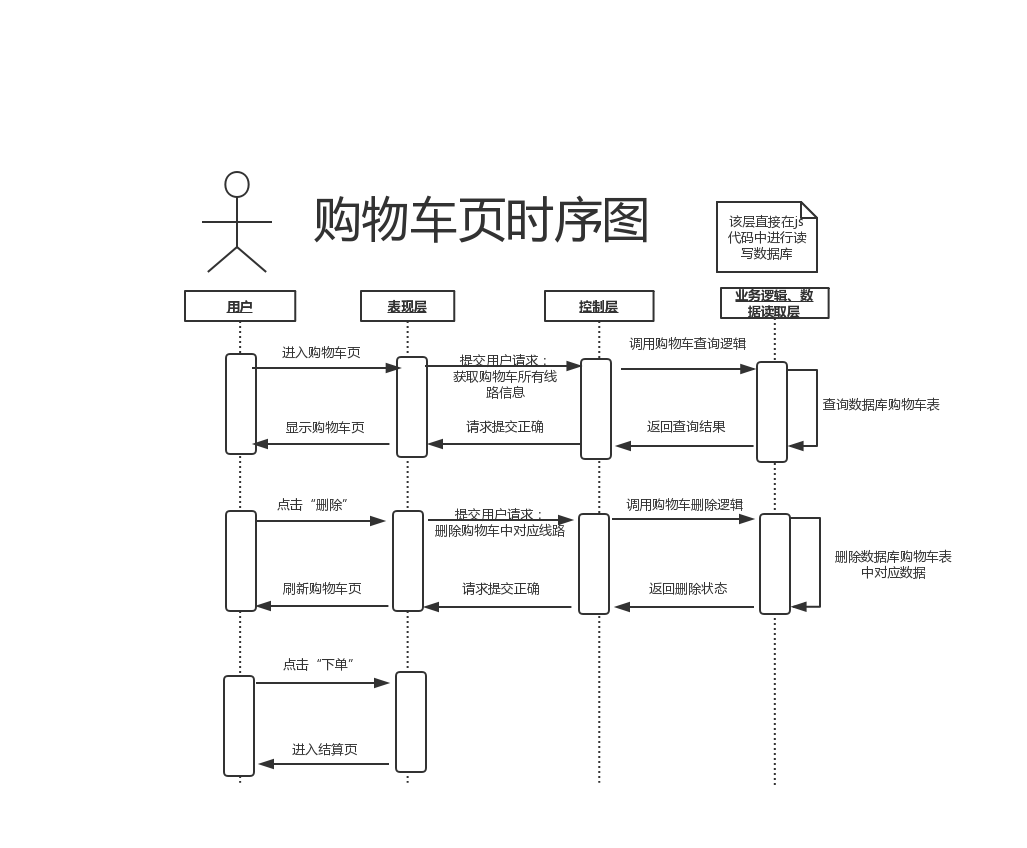 购物车页时序图
该层直接在js
代码中进行读
写数据库
用户
表现层
控制层
业务逻辑、数
据读取层
进入购物车页
提交用户请求：
获取购物车所有线
路信息
调用购物车查询逻辑
查询数据库购物车表
显示购物车页
请求提交正确
返回查询结果
点击“删除”
提交用户请求：
删除购物车中对应线路
调用购物车删除逻辑
删除数据库购物车表
中对应数据
刷新购物车页
请求提交正确
返回删除状态
点击“下单”
进入结算页